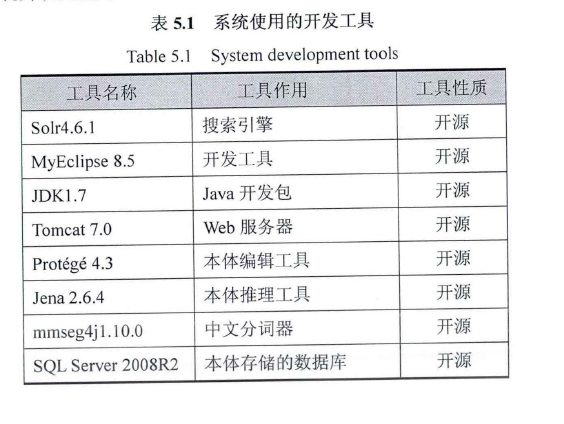 表 5.1 系统使用的开发工具
Table 5.1 System development tools
工具名称 工具作用 工具性质
Solr4.6.1 搜索引擎 开源
MyEclipse 8.5 开发工具 开源
JDK1.7 Java 开发包 开源
Tomcat 7.0 Web 服务器 开源
Protégé 4.3 本体编辑工具 开源
Jena 2.6.4 本体推理工具 开源
mmseg4j1.10.0 中文分词器 开源
SQL Server 2008R2 本体存储的数据库 开源